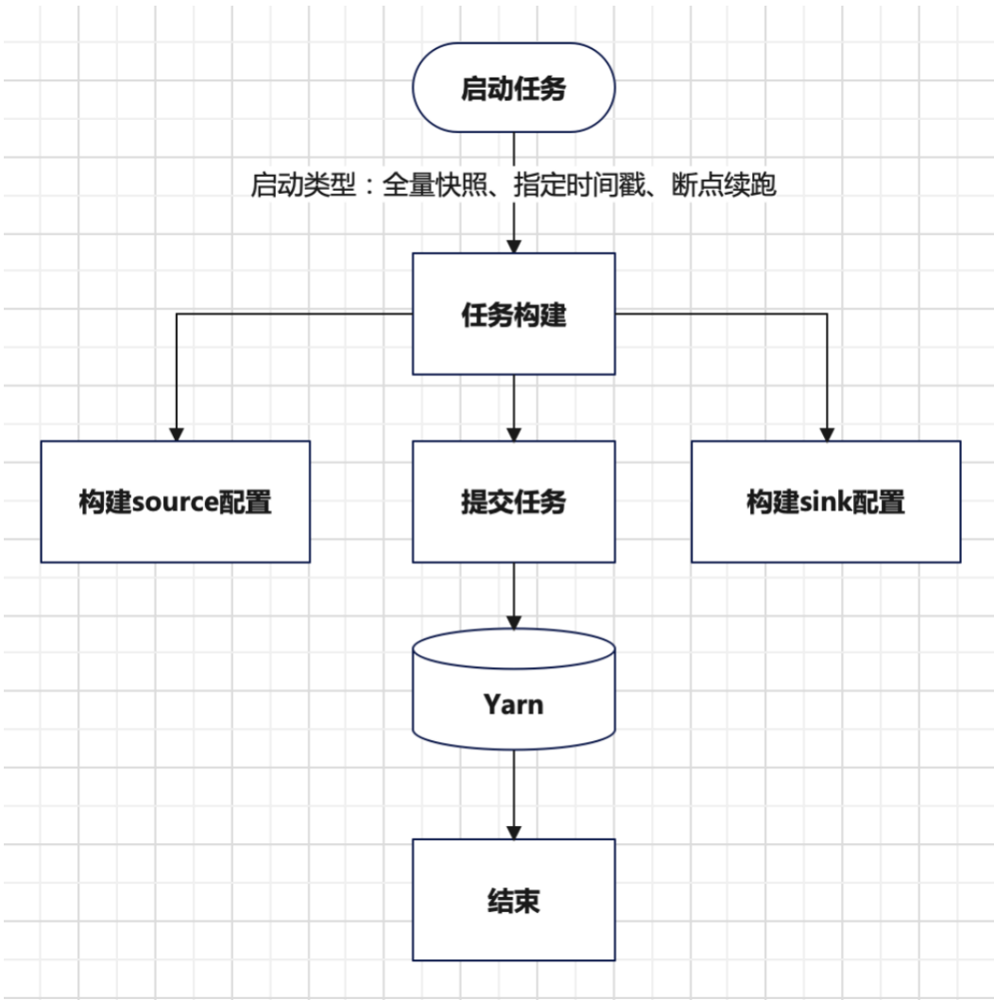 启动任务
启动类型：全量快照、指定时间戳、断点续跑
任务构建
构建source配置
提交任务
构建sink配置
Yarn
结束